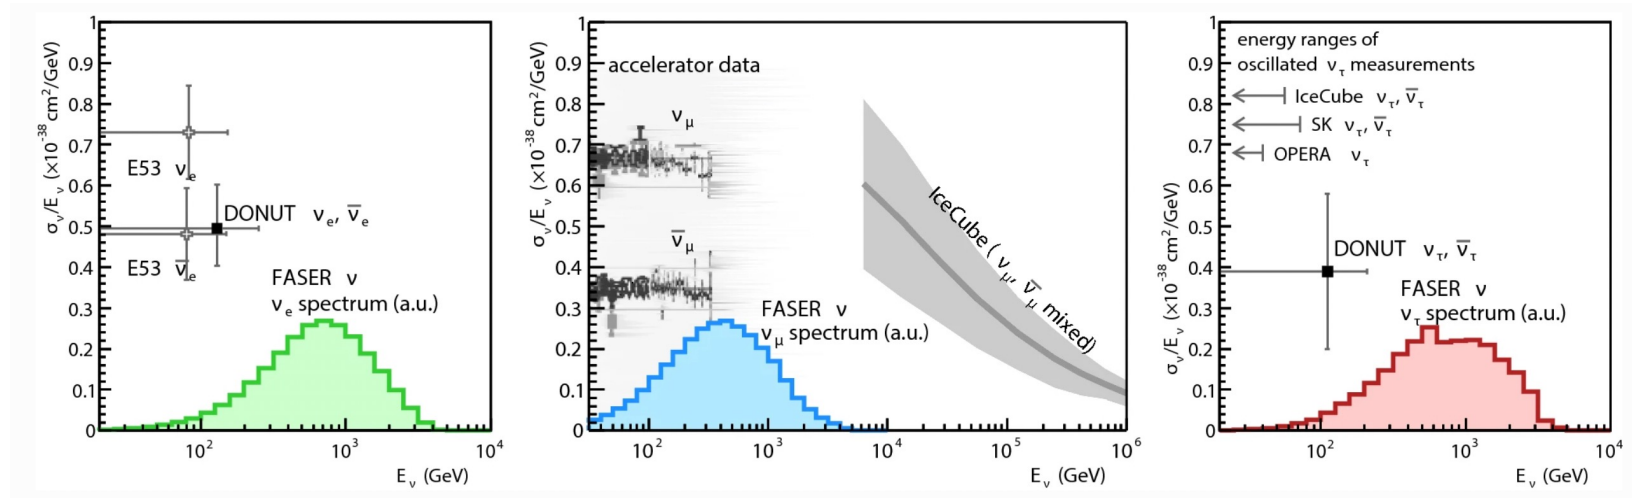 σν/Eν (×10-38 cm2/GeV)
1
0.9
0.8
0.7
0.6
0.5
0.4
0.3
0.2
0.1
0
E53 νe
DONUT νe, ν̅e
E53 ν̅e
FASER ν
νe spectrum (a.u.)
102
103
104
Eν (GeV)
σν/Eν (×10-38 cm2/GeV)
1
0.9
0.8
0.7
0.6
0.5
0.4
0.3
0.2
0.1
0
accelerator data
νμ
ν̅μ
IceCube ( νμ, ν̅μ mixed)
FASER ν
νμ spectrum (a.u.)
102
103
104
105
106
Eν (GeV)
σν/Eν (×10-38 cm2/GeV)
1
0.9
0.8
0.7
0.6
0.5
0.4
0.3
0.2
0.1
0
energy ranges of
oscillated ντ measurements
IceCube ντ, ν̅τ
SK ντ, ν̅τ
OPERA ντ
DONUT ντ, ν̅τ
FASER ν
ντ spectrum (a.u.)
102
103
104
Eν (GeV)